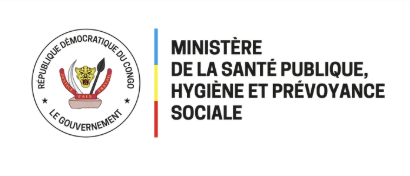 RÉPUBLIQUE DÉMOCRATIQUE DU CONGO
LE GOUVERNEMENT
MINISTÈRE
DE LA SANTÉ PUBLIQUE,
HYGIÈNE ET PRÉVOYANCE
SOCIALE